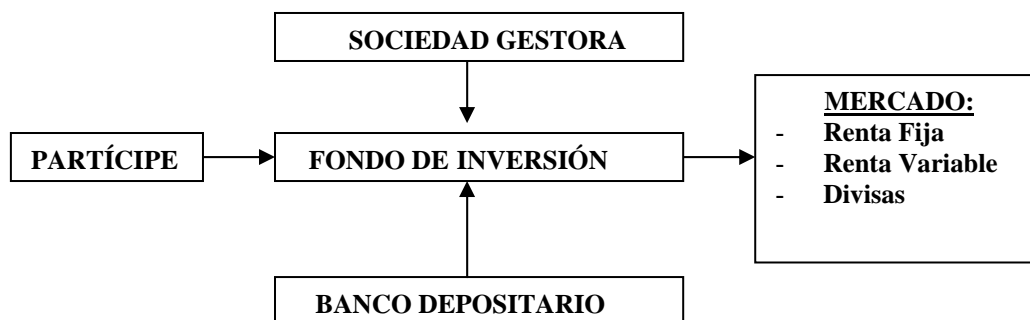 SOCIEDAD GESTORA
PARTÍCIPE
FONDO DE INVERSIÓN
MERCADO:
- Renta Fija
- Renta Variable
- Divisas
BANCO DEPOSITARIO